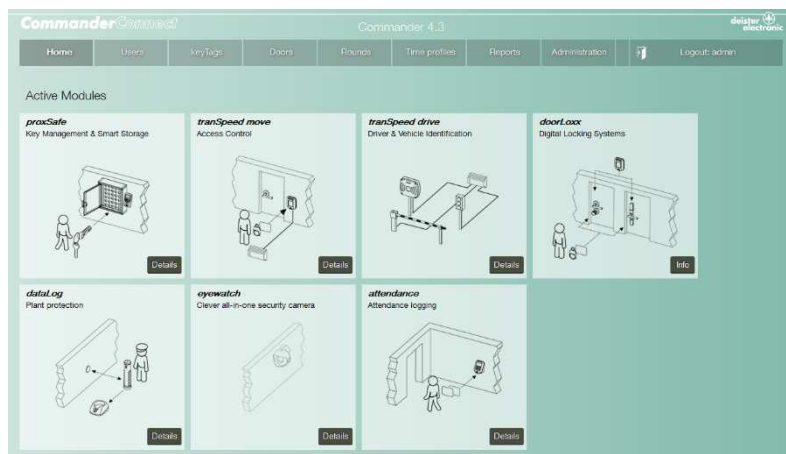 CommanderConnect
Commander 4.3
deister
electronic
Home
Users
keyTags
Doors
Rounds
Time profiles
Reports
Administration
Logout: admin
Active Modules
proxSafe
Key Management & Smart Storage
Details
tranSpeed move
Access Control
Details
tranSpeed drive
Driver & Vehicle Identification
Details
doorLoxx
Digital Locking Systems
Info
dataLog
Plant protection
Details
eyewatch
Clever all-in-one security camera
Details
attendance
Attendance logging
Details